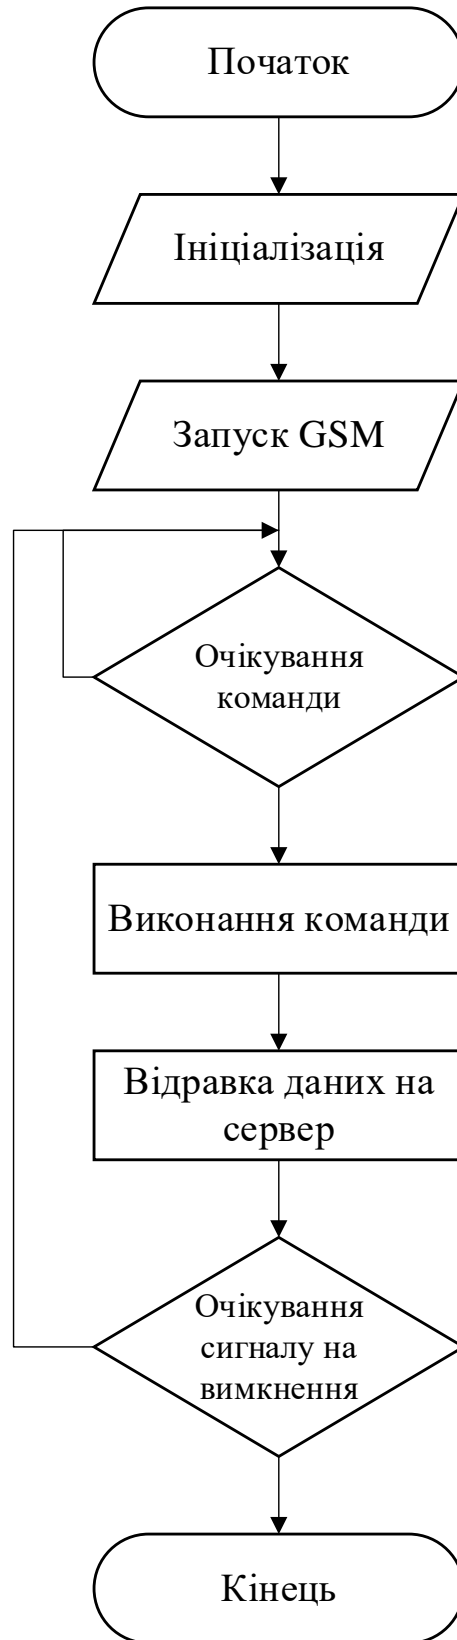 Початок
Ініціалізація
Запуск GSM
Очікування
команди
Виконання команди
Відравка даних на
сервер
Очікування
сигналу на
вимкнення
Кінець